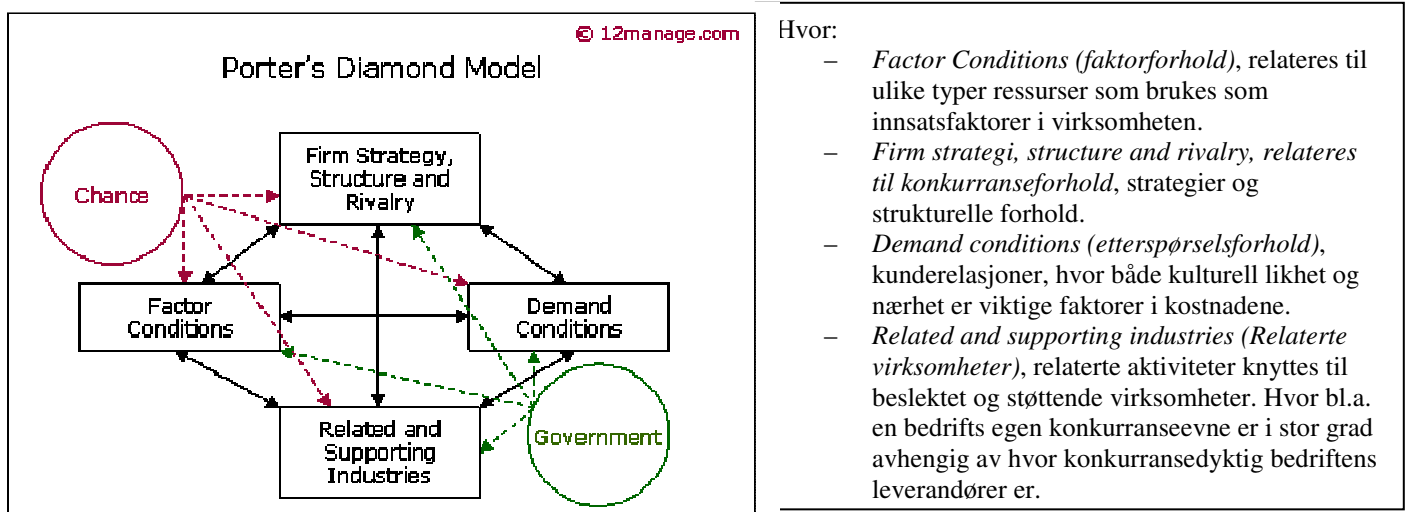 © 12manage.com
Porter's Diamond Model
Chance
Firm Strategy,
Structure and
Rivalry
Factor
Conditions
Demand
Conditions
Related and
Supporting
Industries
Government
Hvor:
– Factor Conditions (faktorforhold), relateres til
ulike typer ressurser som brukes som
innsatsfaktorer i virksomheten.
– Firm strategi, structure and rivalry, relateres
til konkurranseforhold, strategier og
strukturelle forhold.
– Demand conditions (etterspørselsforhold),
kunderelasjoner, hvor både kulturell likhet og
nærhet er viktige faktorer i kostnadene.
– Related and supporting industries (Relaterte
virksomheter), relaterte aktiviteter knyttes til
beslektet og støttende virksomheter. Hvor bl.a.
en bedrifts egen konkurranseevne er i stor grad
avhengig av hvor konkurransedyktig bedriftens
leverandører er.